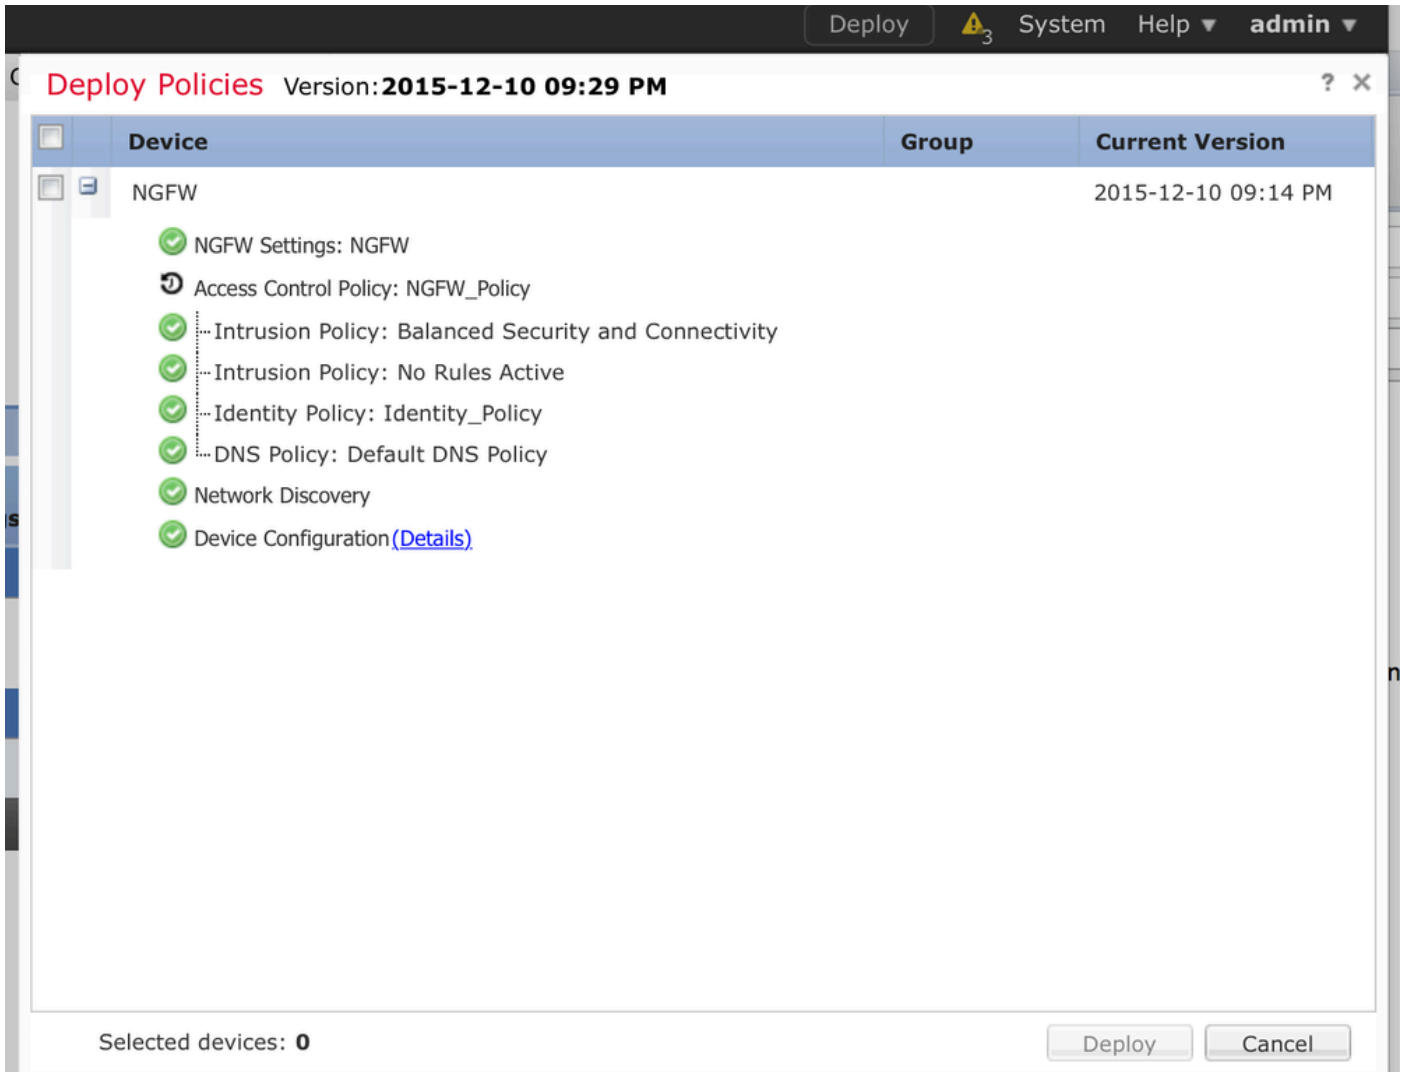 Deploy 3 System Help admin
Deploy Policies Version:2015-12-10 09:29 PM ?
Device Group Current Version
NGFW 2015-12-10 09:14 PM
NGFW Settings: NGFW
Access Control Policy: NGFW_Policy
Intrusion Policy: Balanced Security and Connectivity
Intrusion Policy: No Rules Active
Identity Policy: Identity_Policy
DNS Policy: Default DNS Policy
Network Discovery
Device Configuration(Details)
Selected devices: 0 Deploy Cancel